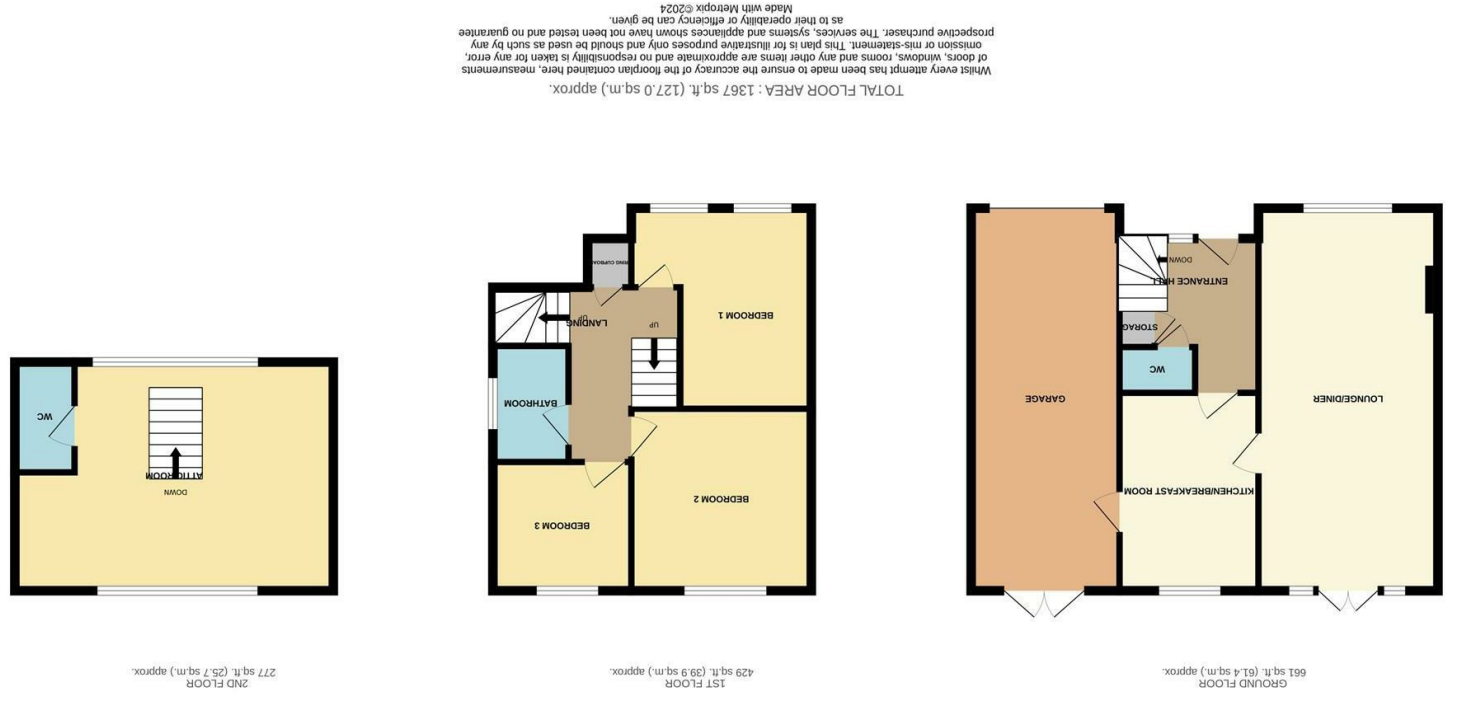 GROUND FLOOR
661 sq.ft. (61.4 sq.m.) approx.
1ST FLOOR
429 sq.ft. (39.9 sq.m.) approx.
2ND FLOOR
277 sq.ft. (25.7 sq.m.) approx.
KITCHEN/BREAKFAST ROOM
LOUNGE/DINER
GARAGE
WC
STORAG
ENTRANCE HALL
DOWN
BEDROOM 3
BEDROOM 2
BATHROOM
UP
LANDING
UP
BEDROOM 1
DOWN
ATTIC ROOM
WC
TOTAL FLOOR AREA : 1367 sq.ft. (127.0 sq.m.) approx.
Whilst every attempt has been made to ensure the accuracy of the floorplan contained here, measurements
of doors, windows, rooms and any other items are approximate and no responsibility is taken for any error,
omission or mis-statement. This plan is for illustrative purposes only and should be used as such by any
prospective purchaser. The services, systems and appliances shown have not been tested and no guarantee
as to their operability or efficiency can be given.
Made with Metropix ©2024